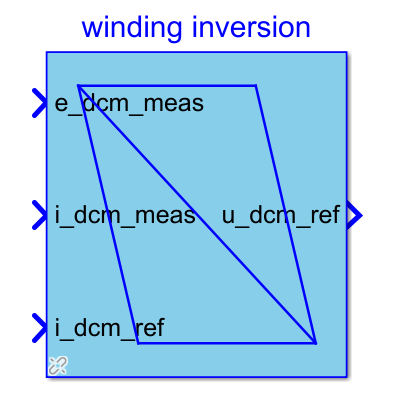 winding inversion
e_dcm_meas
i_dcm_meas u_dcm_ref
i_dcm_ref